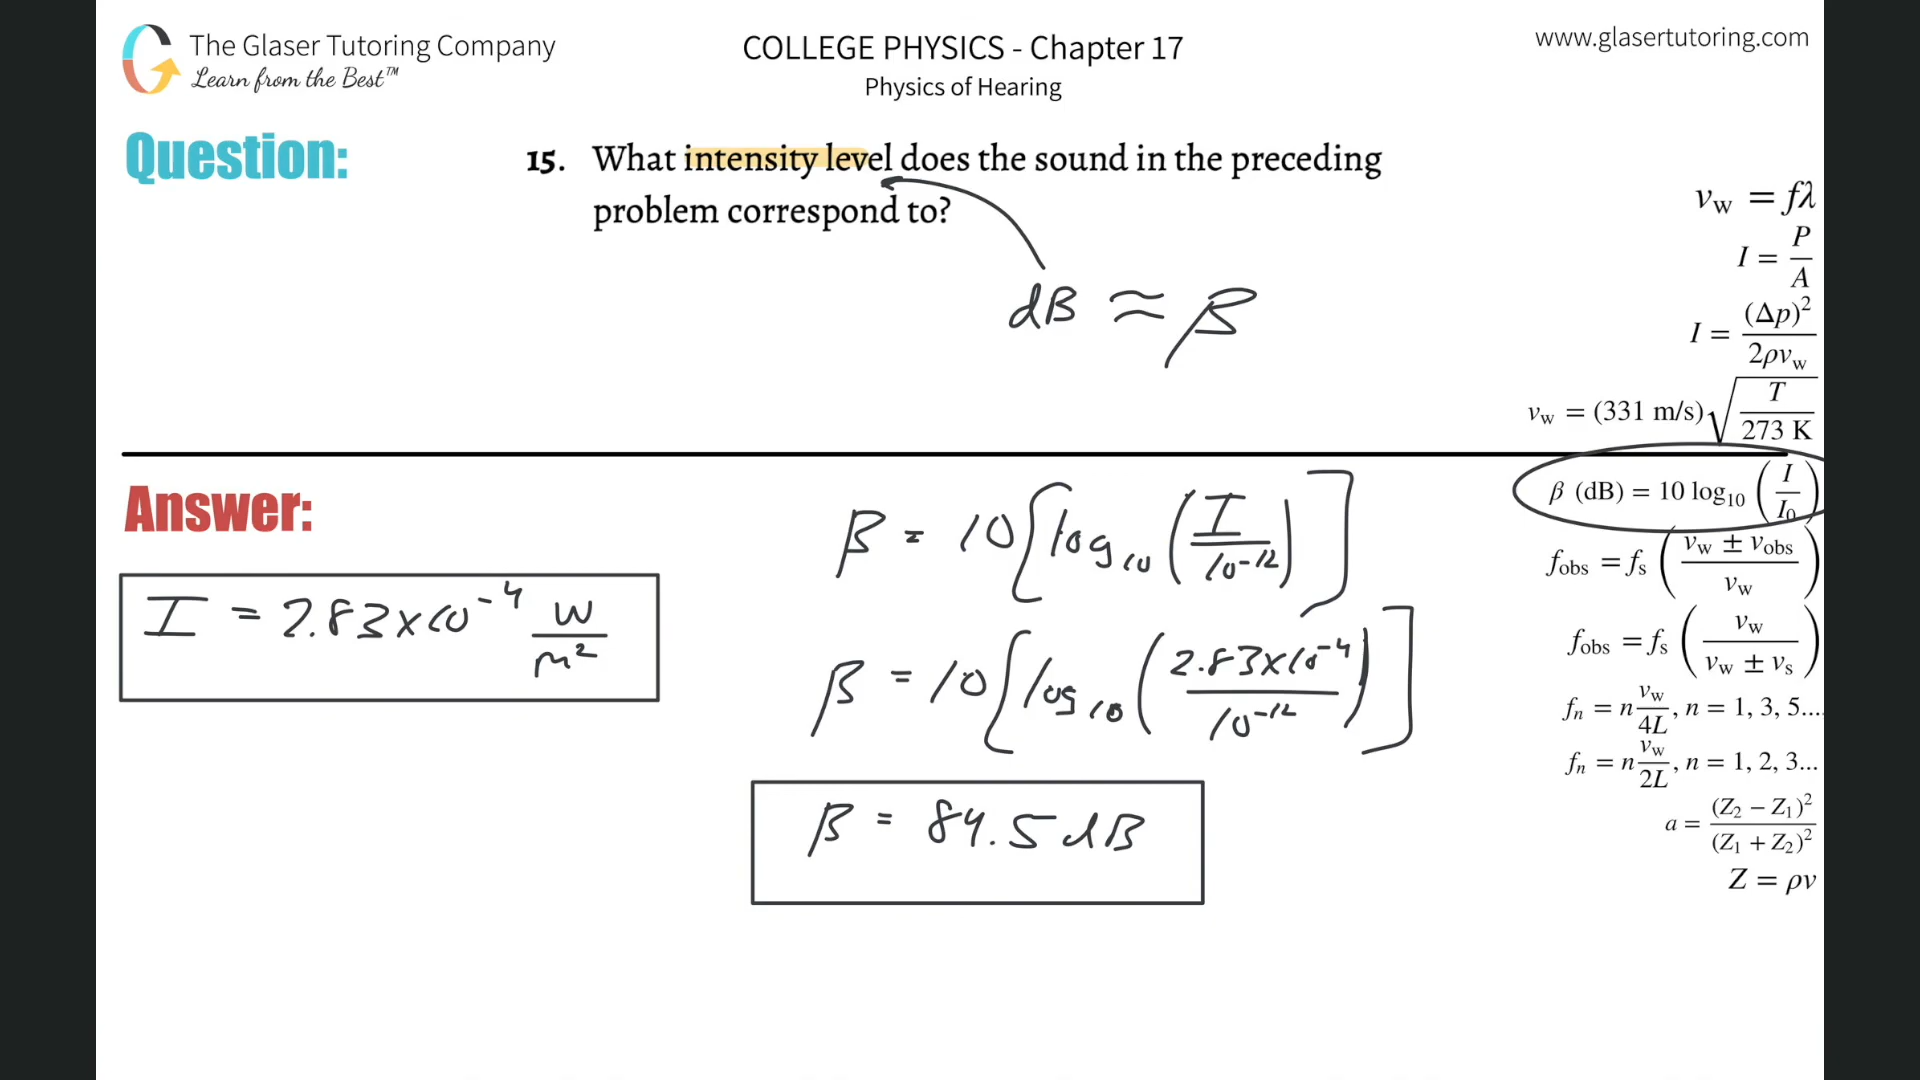 The Glaser Tutoring Company
Learn from the Best™
COLLEGE PHYSICS - Chapter 17
Physics of Hearing
www.glasertutoring.com
Question:
15. What intensity level does the sound in the preceding
problem correspond to?
dB ≈ β
v_w = fλ
I = P/A
I = (Δp)²/2ρv_w
v_w = (331 m/s)√(T/273 K)
β (dB) = 10 log₁₀ (I/I₀)
f_obs = f_s ((v_w ± v_obs)/v_w)
f_obs = f_s (v_w/(v_w ± v_s))
f_n = n v_w/4L, n = 1, 3, 5...
f_n = n v_w/2L, n = 1, 2, 3...
a = (Z₂ − Z₁)²/(Z₁ + Z₂)²
Z = ρv
Answer:
I = 2.83x10⁻⁴ W/m²
β = 10[log₁₀(I/10⁻¹²)]
β = 10[log₁₀(2.83x10⁻⁴/10⁻¹²)]
β = 84.5 dB